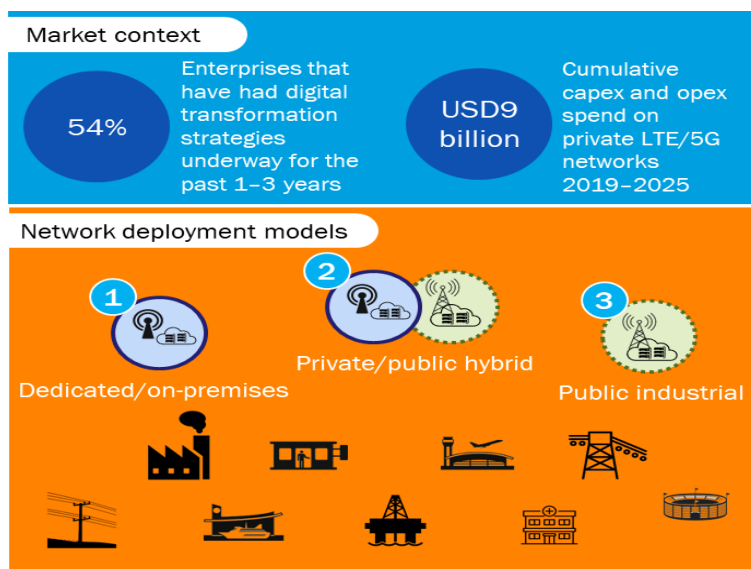 Market context
54%
Enterprises that
have had digital
transformation
strategies
underway for the
past 1–3 years
USD9
billion
Cumulative
capex and opex
spend on
private LTE/5G
networks
2019–2025
Network deployment models
1
Dedicated/on-premises
2
Private/public hybrid
3
Public industrial